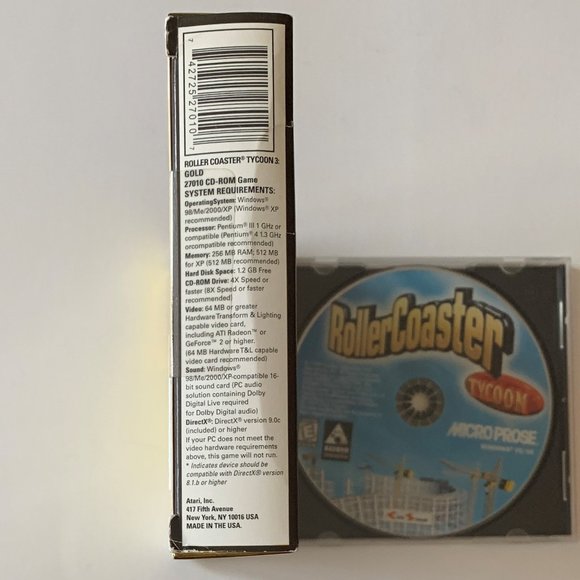 7 42725 27010 7
ROLLER COASTER® TYCOON 3:
GOLD
27010 CD-ROM Game
SYSTEM REQUIREMENTS:
OperatingSystem: Windows®
98/Me/2000/XP (Windows® XP
recommended)
Processor: Pentium® III 1 GHz or
compatible (Pentium® 4 1.3 GHz
orcompatible recommended)
Memory: 256 MB RAM; 512 MB
for XP (512 MB recommended)
Hard Disk Space: 1.2 GB Free
CD-ROM Drive: 4X Speed or
faster (8X Speed or faster
recommended)
Video: 64 MB or greater
Hardware Transform & Lighting
capable video card,
including ATI Radeon™ or
GeForce™ 2 or higher.
(64 MB Hardware T&L capable
video card recommended)
Sound: Windows®
98/Me/2000/XP-compatible 16-
bit sound card (PC audio
solution containing Dolby
Digital Live required
for Dolby Digital audio)
DirectX®: DirectX® version 9.0c
(included) or higher
If your PC does not meet the
video hardware requirements
above, this game will not run.
* Indicates device should be
compatible with DirectX® version
8.1.b or higher
Atari, Inc.
417 Fifth Avenue
New York, NY 10016 USA
MADE IN THE USA.
RollerCoaster
TYCOON
MICROPROSE
E
HASBRO